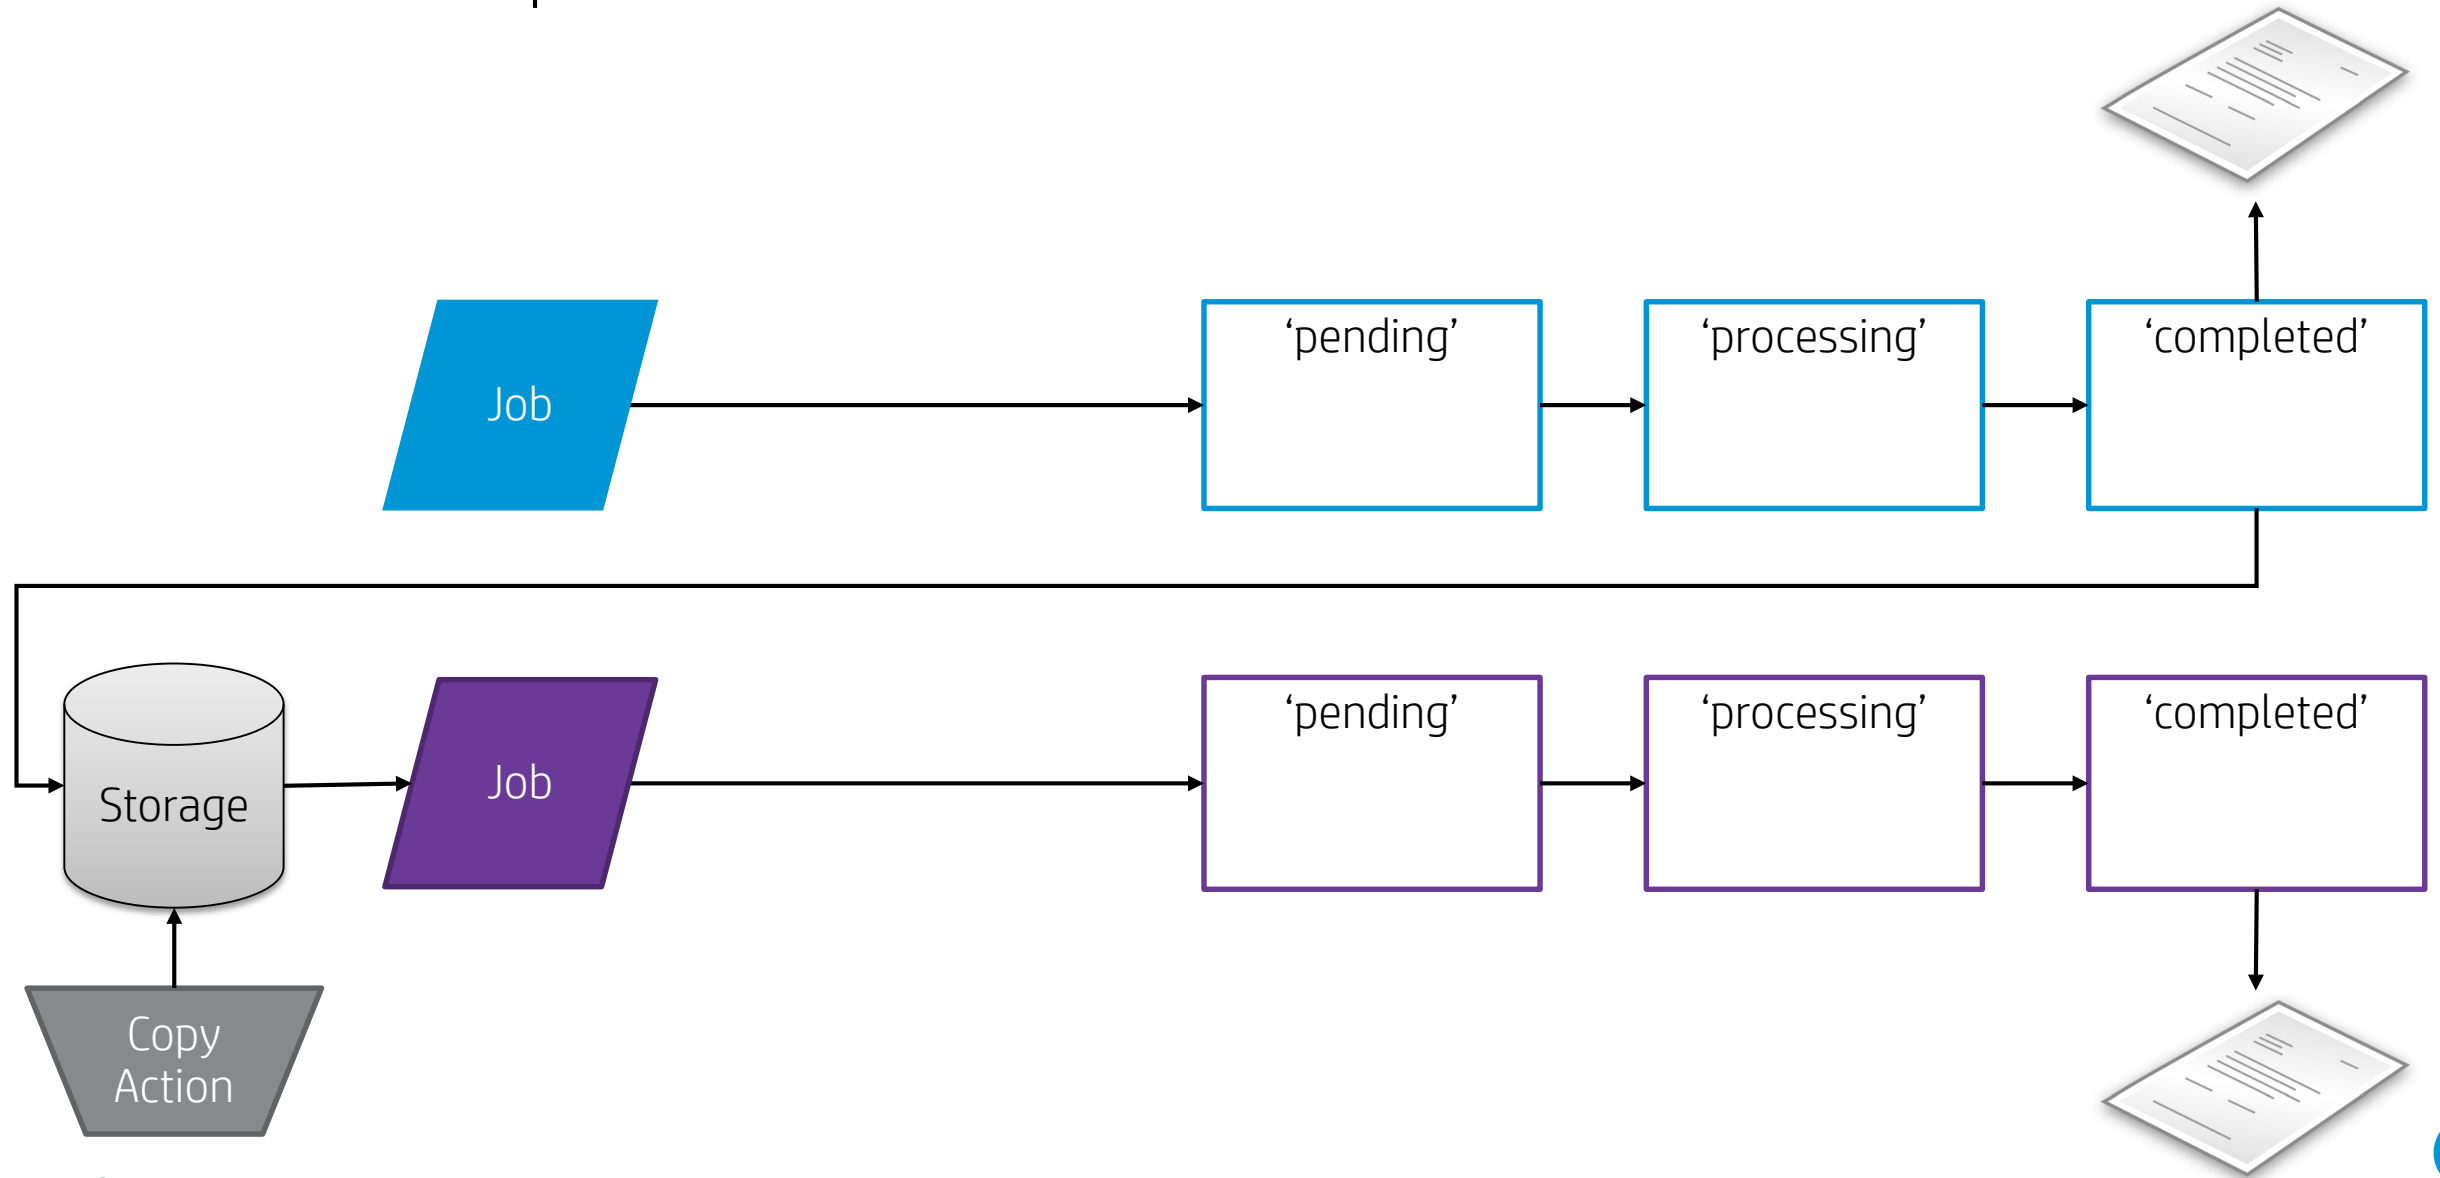 ‘pending’
‘processing’
‘completed’
Job
‘pending’
‘processing’
‘completed’
Job
Storage
Copy
Action